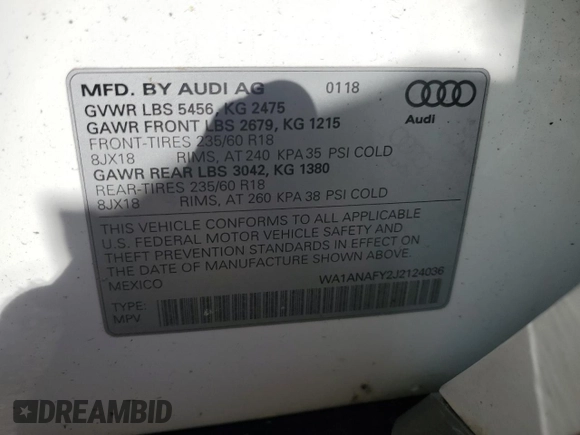 MFD. BY AUDI AG 0118
GVWR LBS 5456, KG 2475
GAWR FRONT LBS 2679, KG 1215
FRONT-TIRES 235/60 R18
8JX18 RIMS, AT 240 KPA 35 PSI COLD
GAWR REAR LBS 3042, KG 1380
REAR-TIRES 235/60 R18
8JX18 RIMS, AT 260 KPA 38 PSI COLD
Audi
THIS VEHICLE CONFORMS TO ALL APPLICABLE
U.S. FEDERAL MOTOR VEHICLE SAFETY AND
THEFT PREVENTION STANDARDS IN EFFECT ON
THE DATE OF MANUFACTURE SHOWN ABOVE.
MEXICO WA1ANAFY2J2124036
TYPE:
MPV
DREAMBID